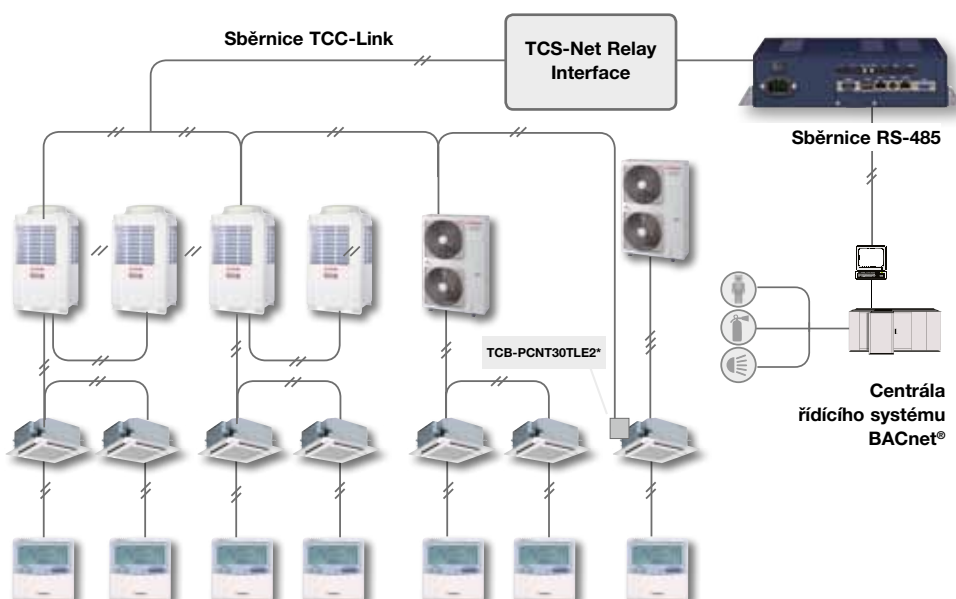 Sběrnice TCC-Link
TCS-Net Relay
Interface
Sběrnice RS-485
TCB-PCNT30TLE2*
Centrála
řídícího systému
BACnet®